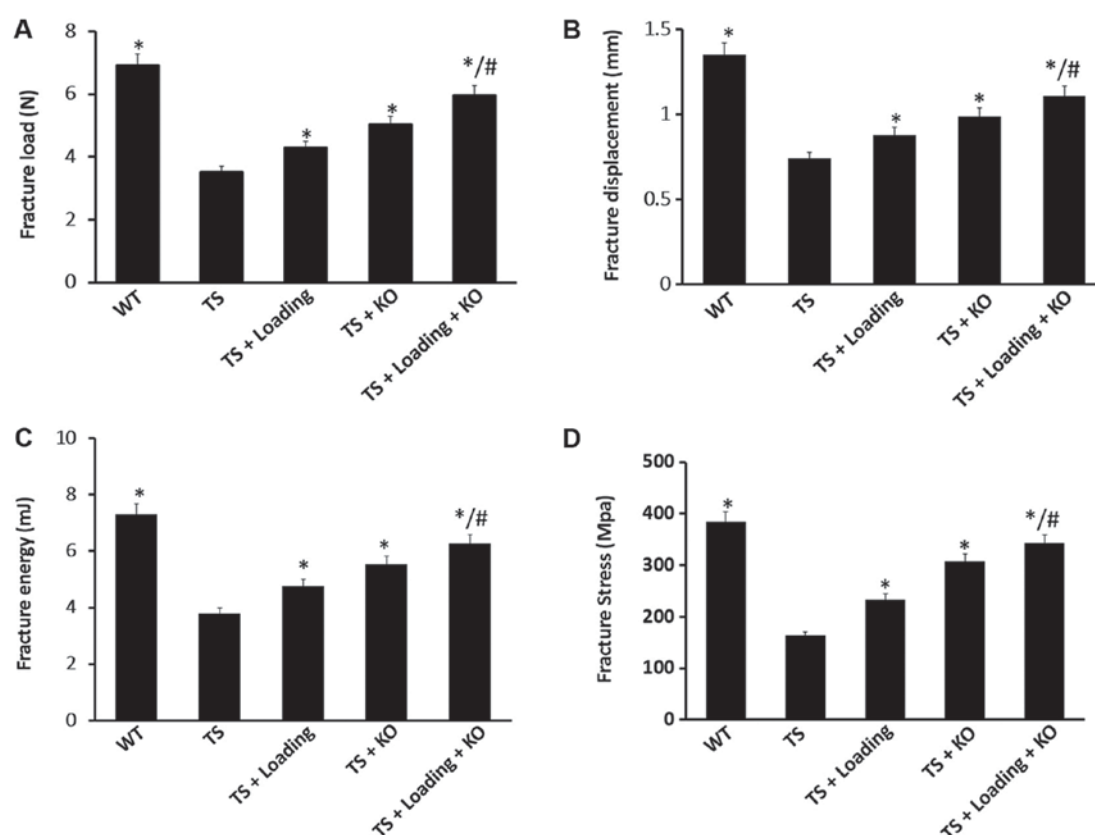 A
Fracture load (N)
8
6
4
2
0
*
*
*
*/#
WT
TS
TS + Loading
TS + KO
TS + Loading + KO
B
Fracture displacement (mm)
1.5
1
0.5
0
*
*
*
*/#
WT
TS
TS + Loading
TS + KO
TS + Loading + KO
C
Fracture energy (mJ)
10
8
6
4
2
0
*
*
*
*/#
WT
TS
TS + Loading
TS + KO
TS + Loading + KO
D
Fracture Stress (Mpa)
500
400
300
200
100
0
*
*
*
*/#
WT
TS
TS + Loading
TS + KO
TS + Loading + KO